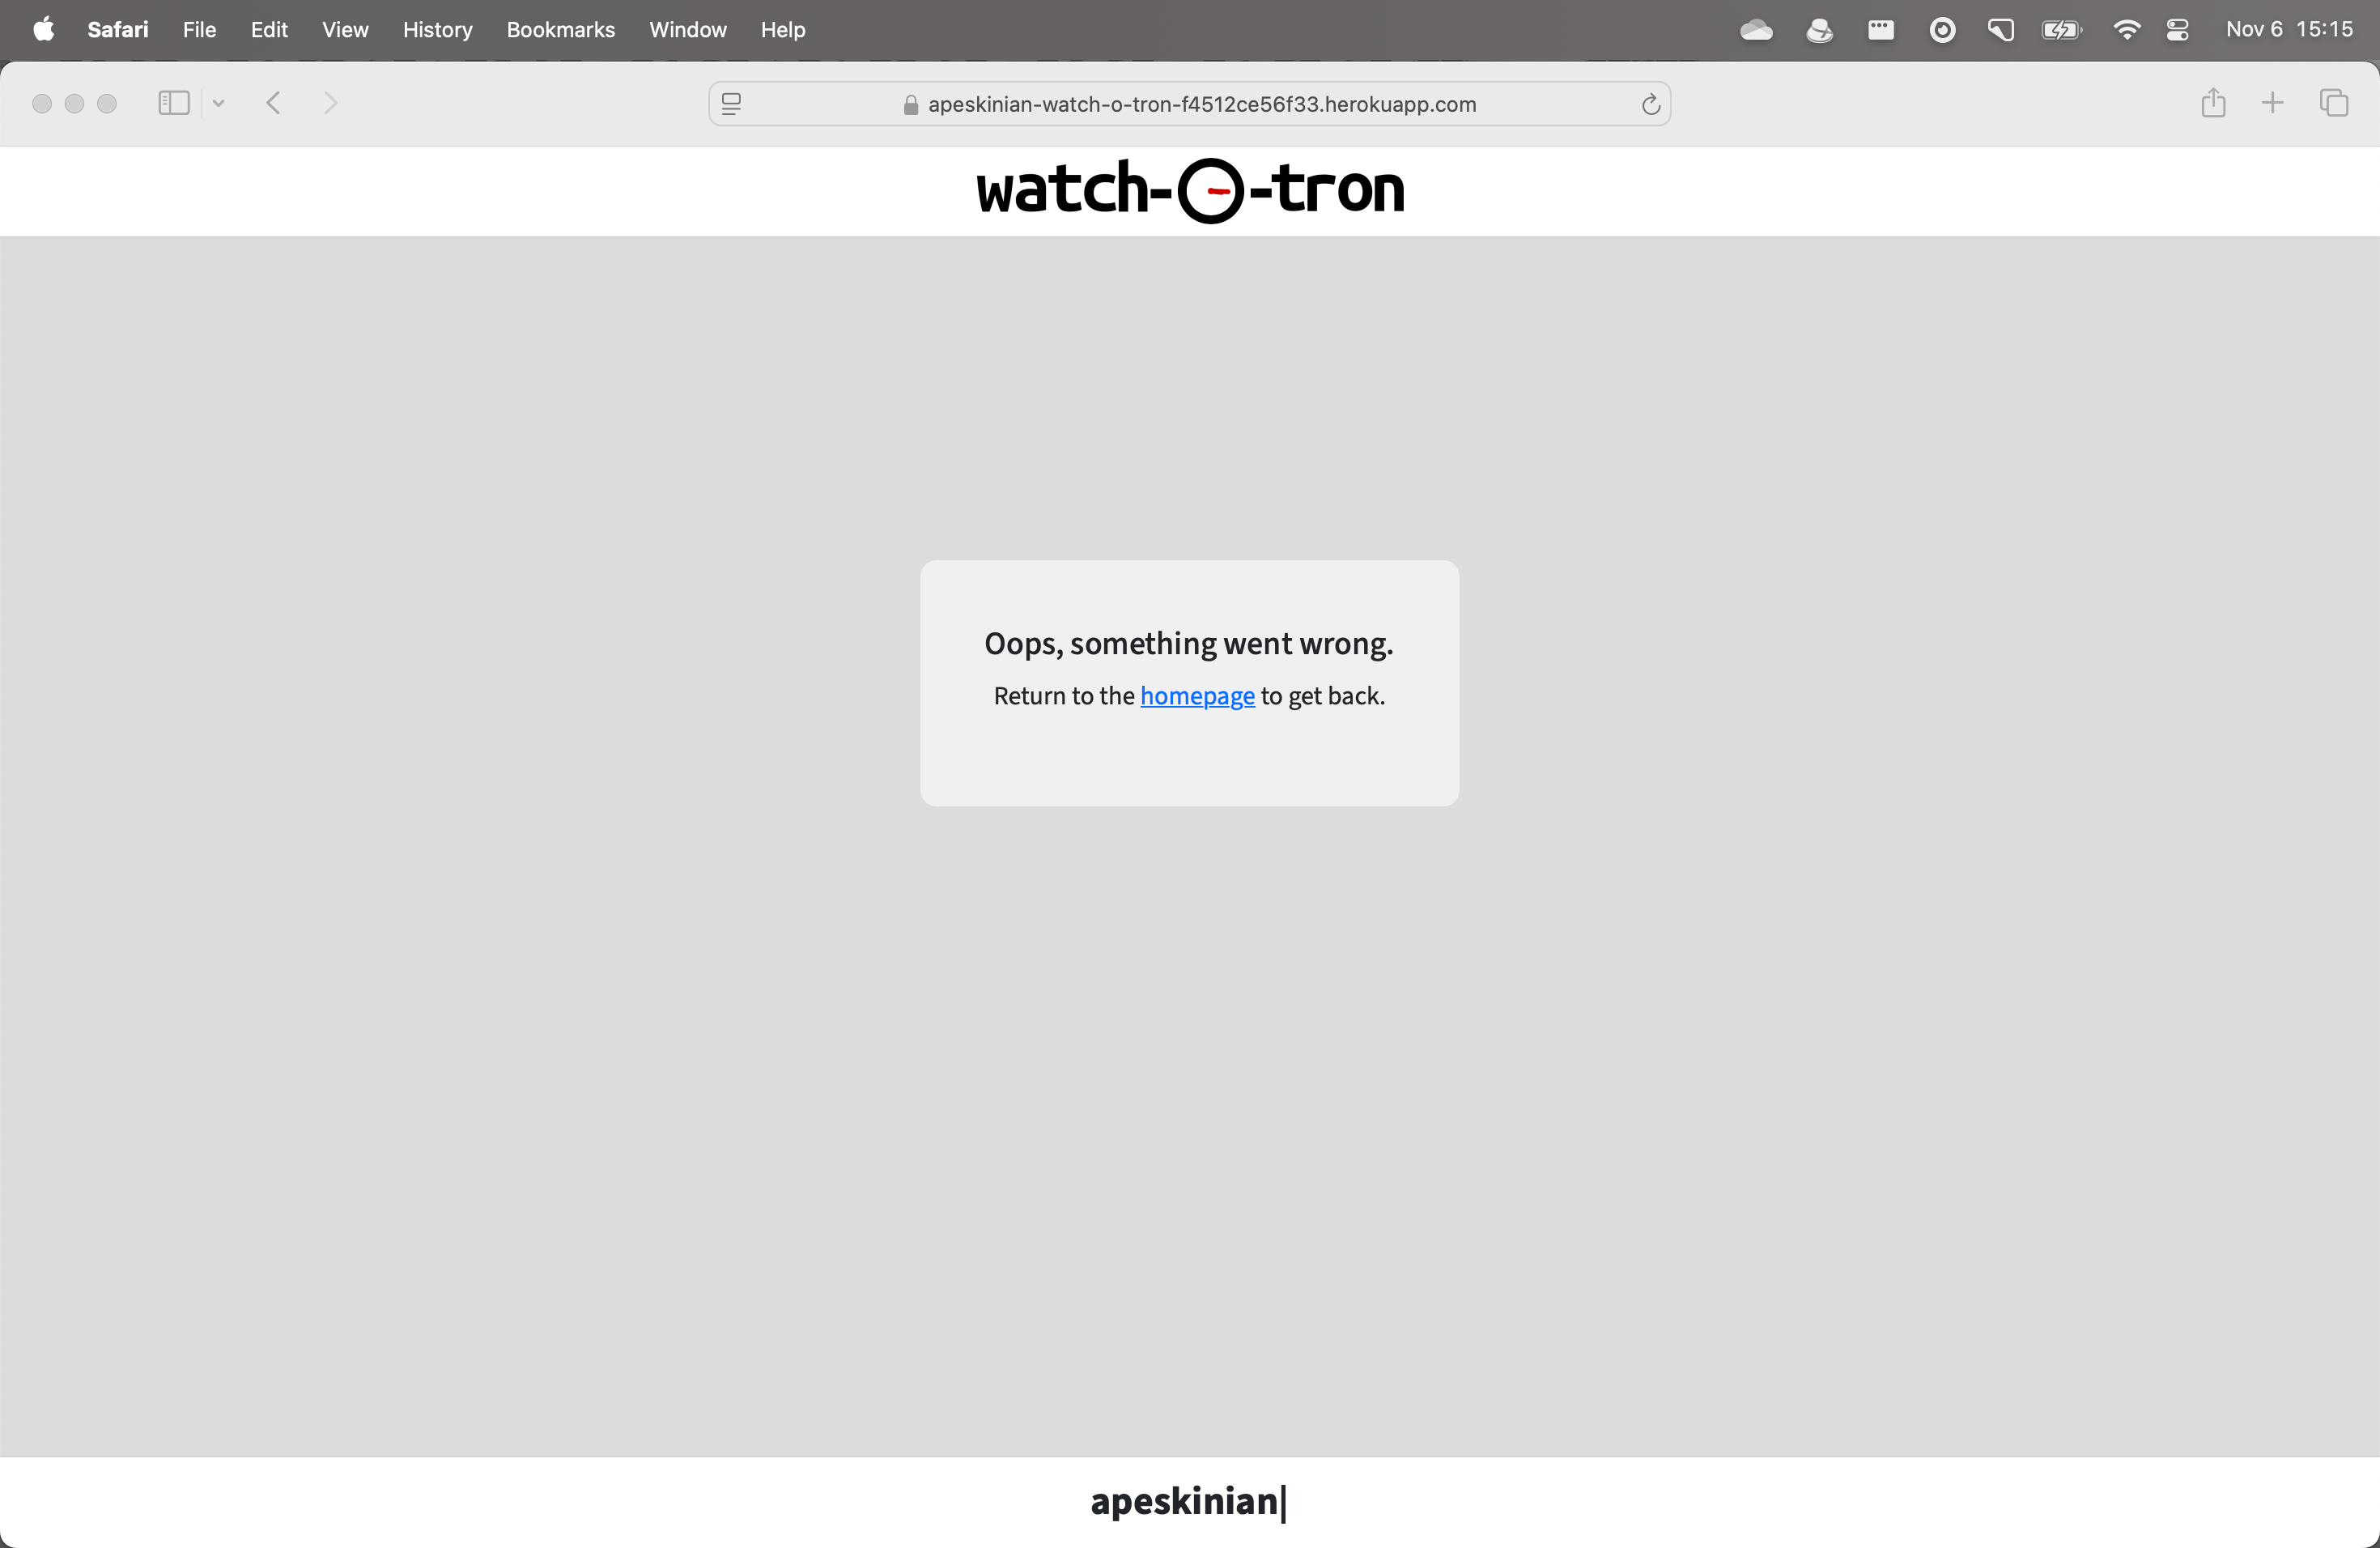 Safari File Edit View History Bookmarks Window Help Nov 6 15:15
apeskinian-watch-o-tron-f4512ce56f33.herokuapp.com
watch-o-tron
Oops, something went wrong.
Return to the homepage to get back.
apeskinian|